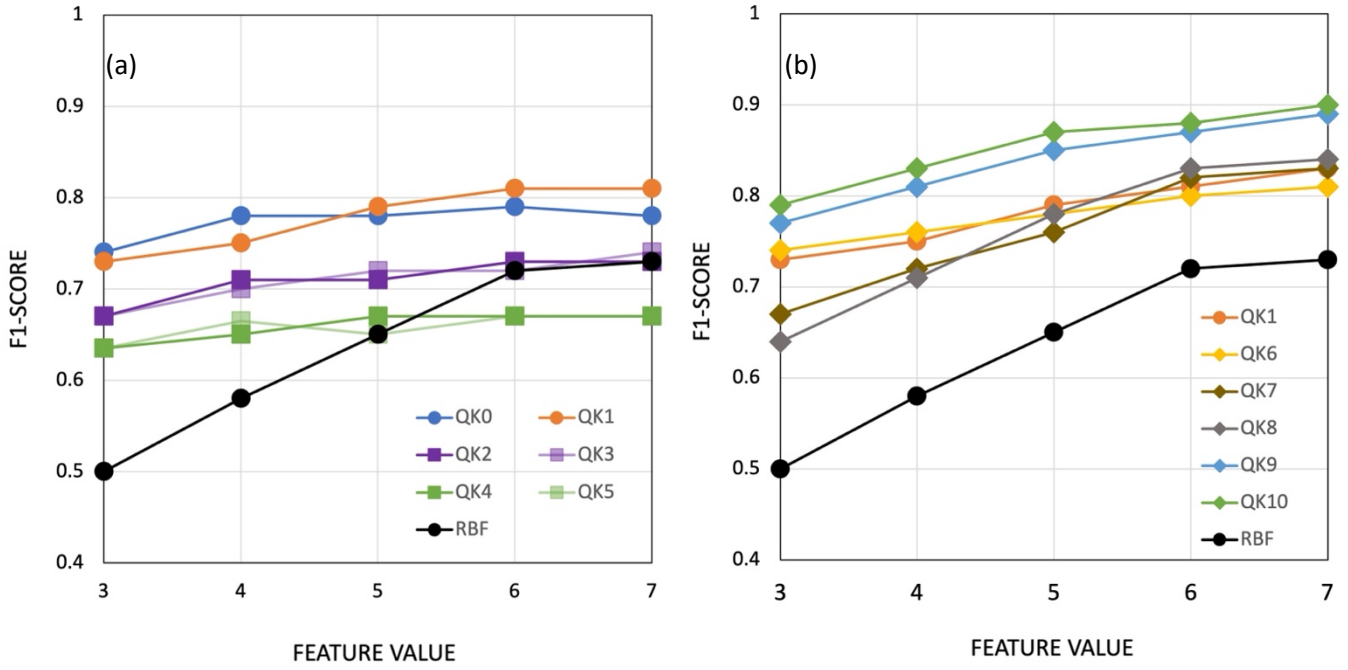 (a)
1
0.9
0.8
0.7
0.6
0.5
0.4
F1-SCORE
3 4 5 6 7
FEATURE VALUE
QK0 QK1
QK2 QK3
QK4 QK5
RBF
(b)
1
0.9
0.8
0.7
0.6
0.5
0.4
F1-SCORE
3 4 5 6 7
FEATURE VALUE
QK1
QK6
QK7
QK8
QK9
QK10
RBF